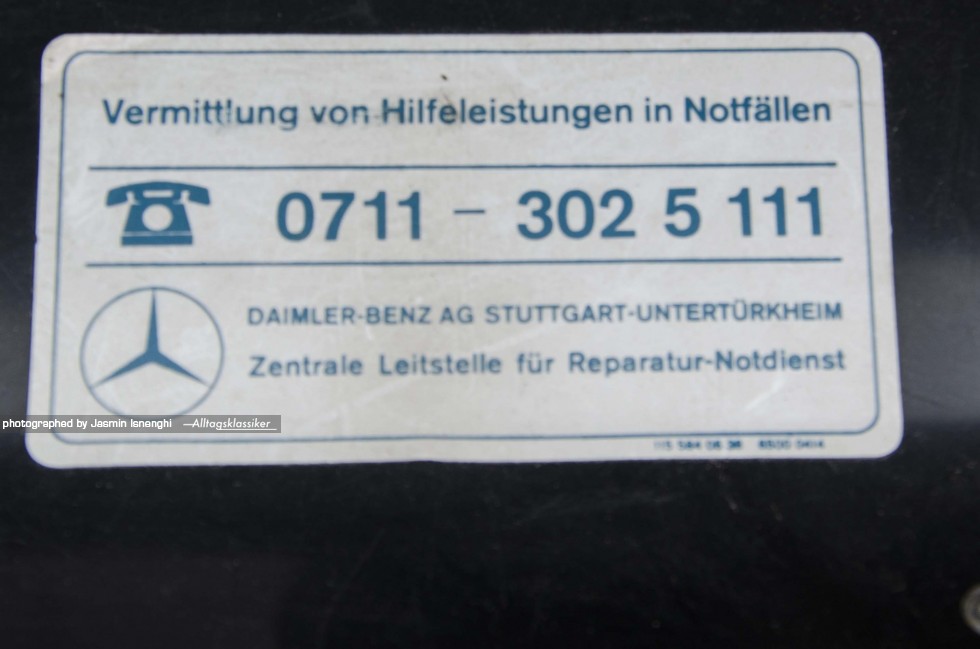 Vermittlung von Hilfeleistungen in Notfällen
0711 – 302 5 111
DAIMLER-BENZ AG STUTTGART-UNTERTÜRKHEIM
Zentrale Leitstelle für Reparatur-Notdienst
photographed by Jasmin Isnenghi —Alltagsklassiker